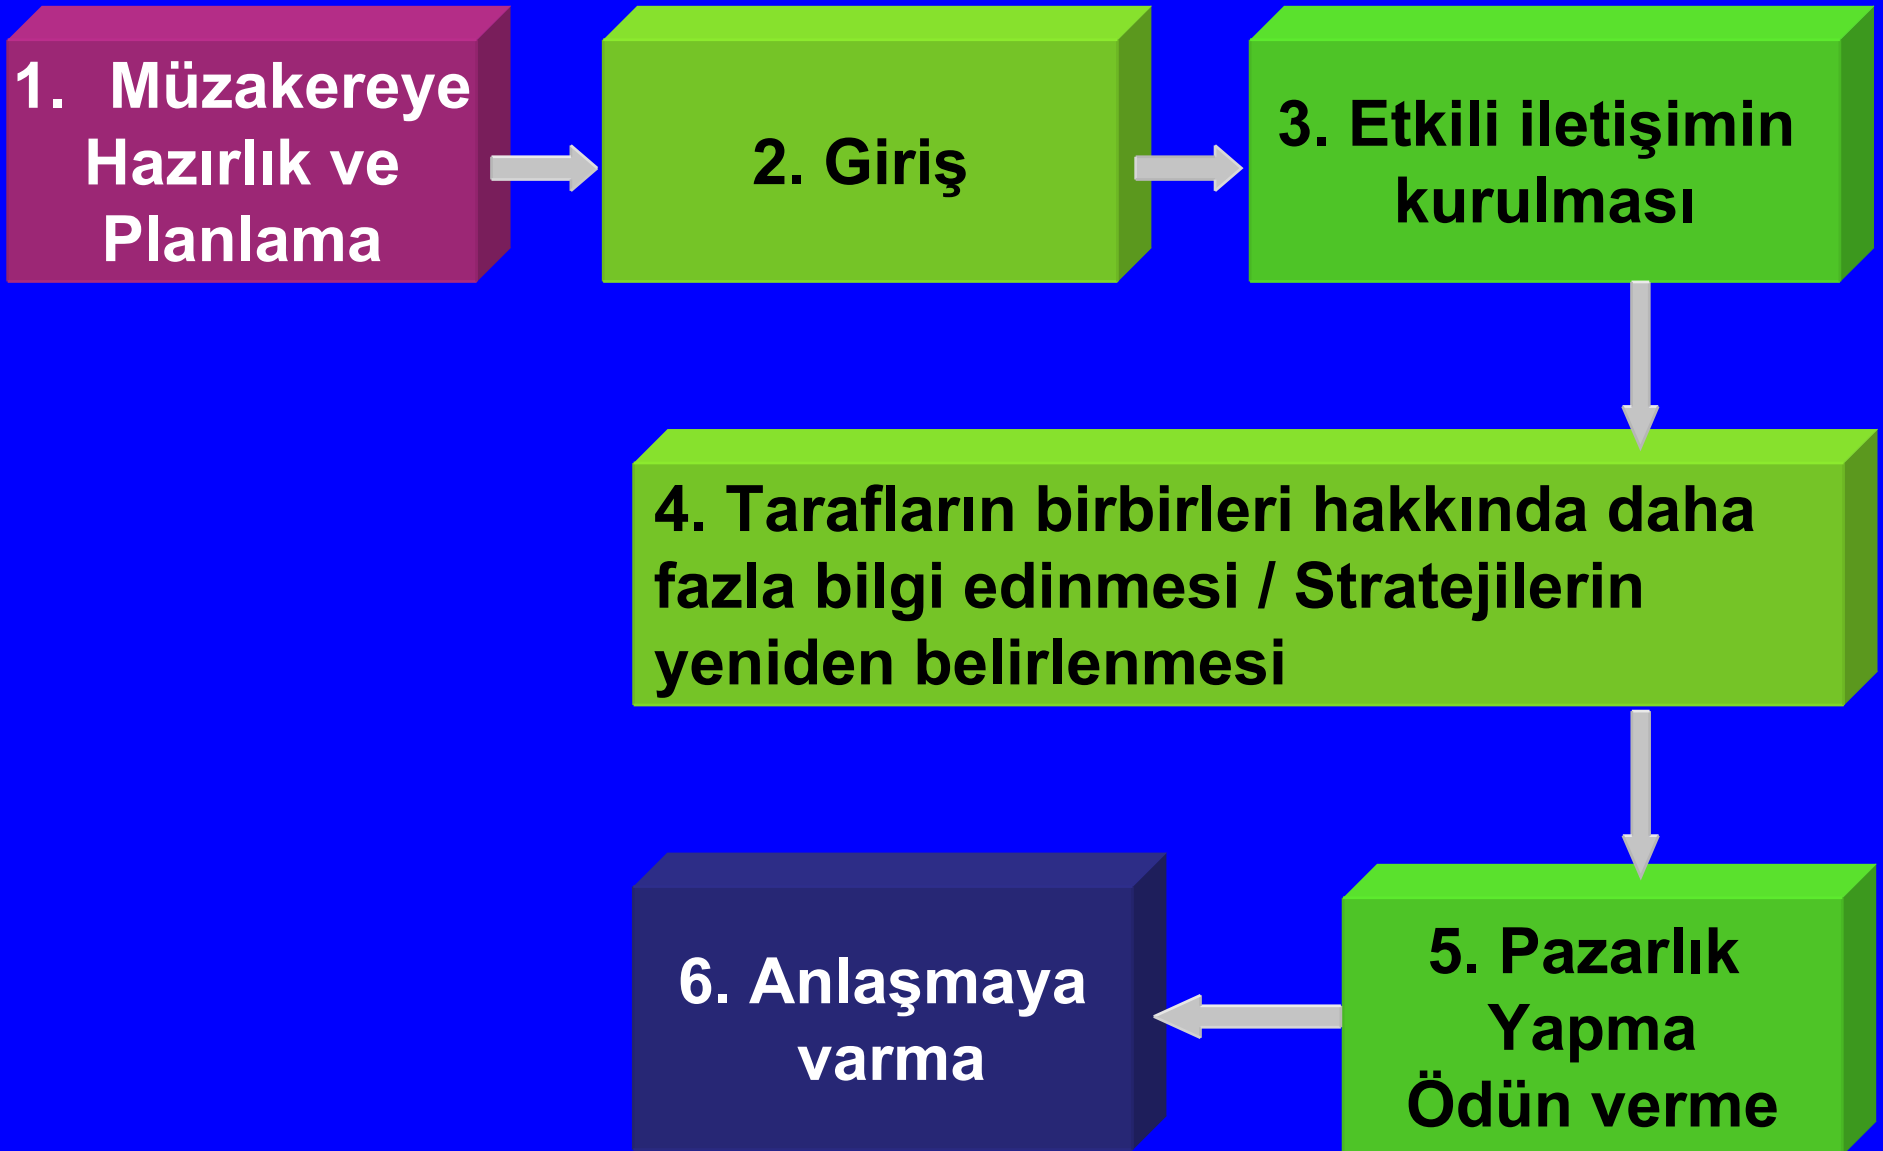 1. Müzakereye
Hazırlık ve
Planlama
2. Giriş
3. Etkili iletişimin
kurulması
4. Tarafların birbirleri hakkında daha
fazla bilgi edinmesi / Stratejilerin
yeniden belirlenmesi
5. Pazarlık
Yapma
Ödün verme
6. Anlaşmaya
varma